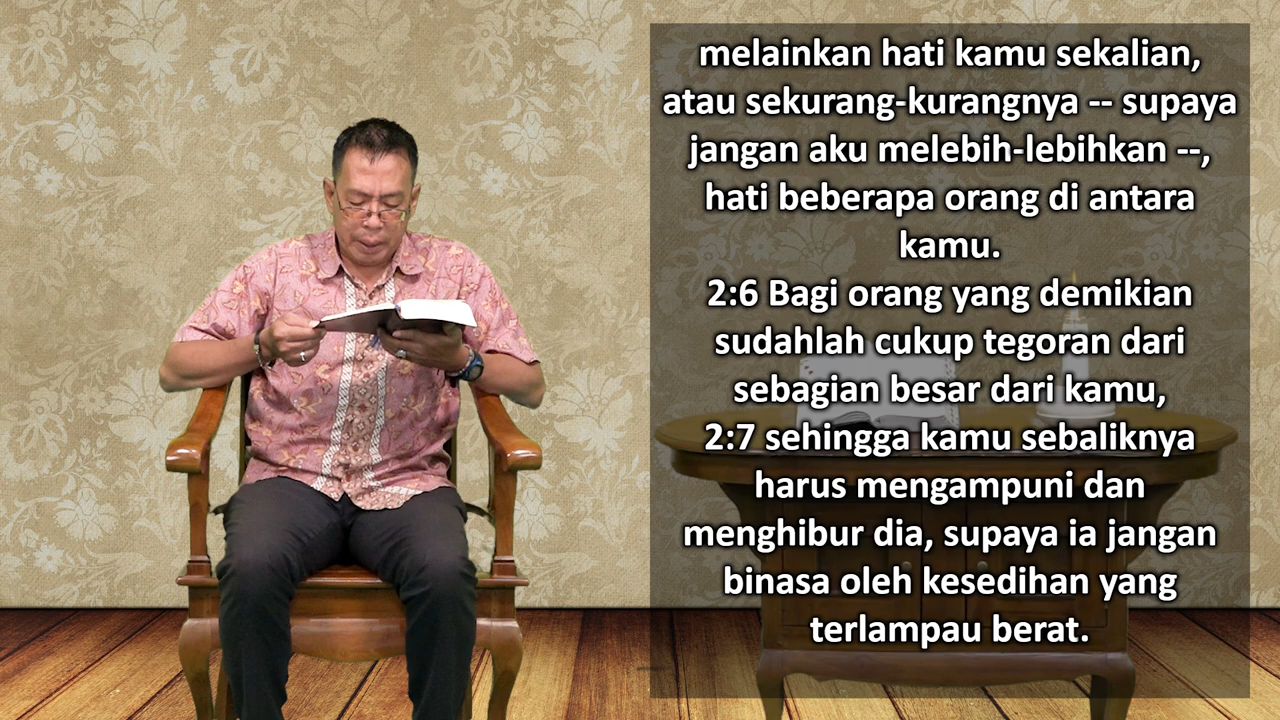 melainkan hati kamu sekalian,
atau sekurang-kurangnya -- supaya
jangan aku melebih-lebihkan --,
hati beberapa orang di antara
kamu.
2:6 Bagi orang yang demikian
sudahlah cukup tegoran dari
sebagian besar dari kamu,
2:7 sehingga kamu sebaliknya
harus mengampuni dan
menghibur dia, supaya ia jangan
binasa oleh kesedihan yang
terlampau berat.